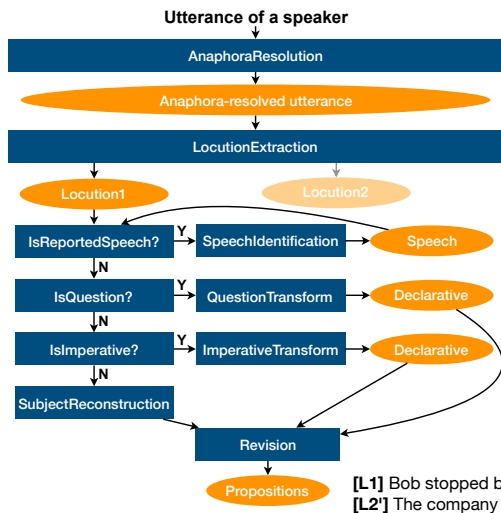 Utterance of a speaker
AnaphoraResolution
Anaphora-resolved utterance
LocutionExtraction
Locution1
Locution2
IsReportedSpeech?
Y
SpeechIdentification
Speech
N
IsQuestion?
Y
QuestionTransform
Declarative
N
IsImperative?
Y
ImperativeTransform
Declarative
N
SubjectReconstruction
Revision
Propositions
[L1] Bob stopped b
[L2'] The company